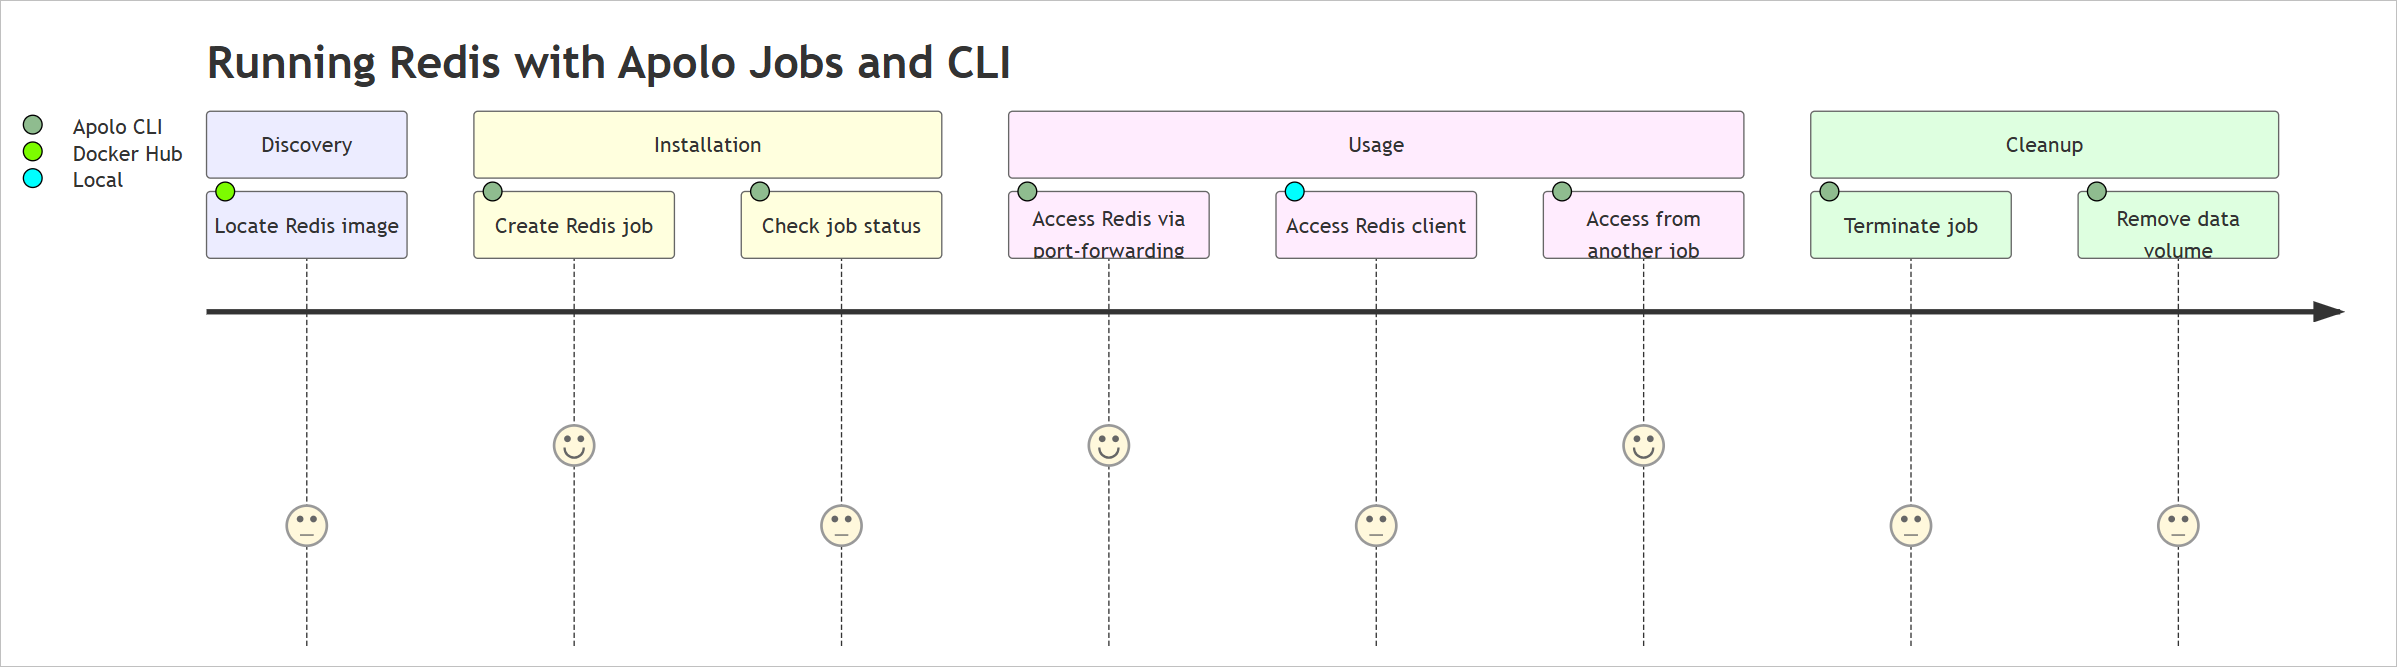 Running Redis with Apolo Jobs and CLI
Apolo CLI
Docker Hub
Local
Discovery
Installation
Usage
Cleanup
Locate Redis image
Create Redis job
Check job status
Access Redis via
port-forwarding
Access Redis client
Access from
another job
Terminate job
Remove data
volume